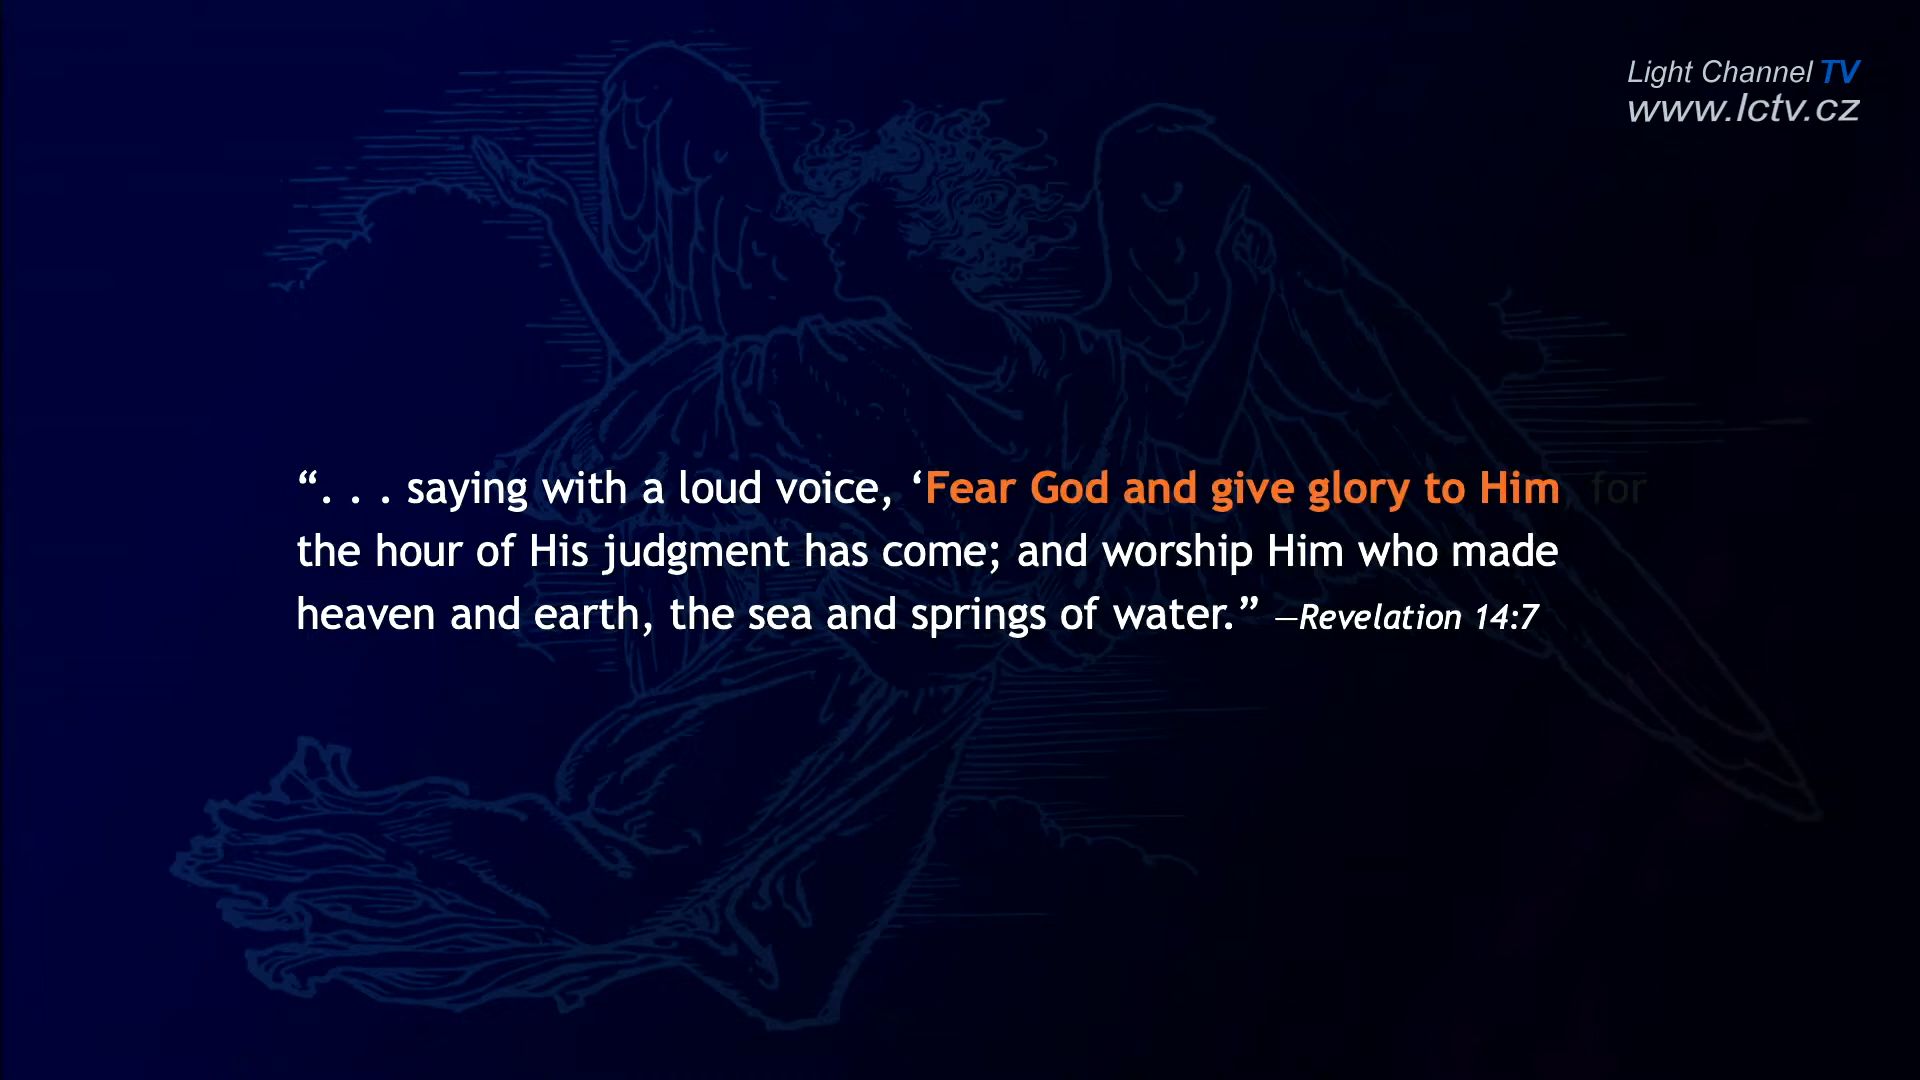 Light Channel TV
www.lctv.cz
“. . . saying with a loud voice, ‘Fear God and give glory to Him, for
the hour of His judgment has come; and worship Him who made
heaven and earth, the sea and springs of water.” —Revelation 14:7